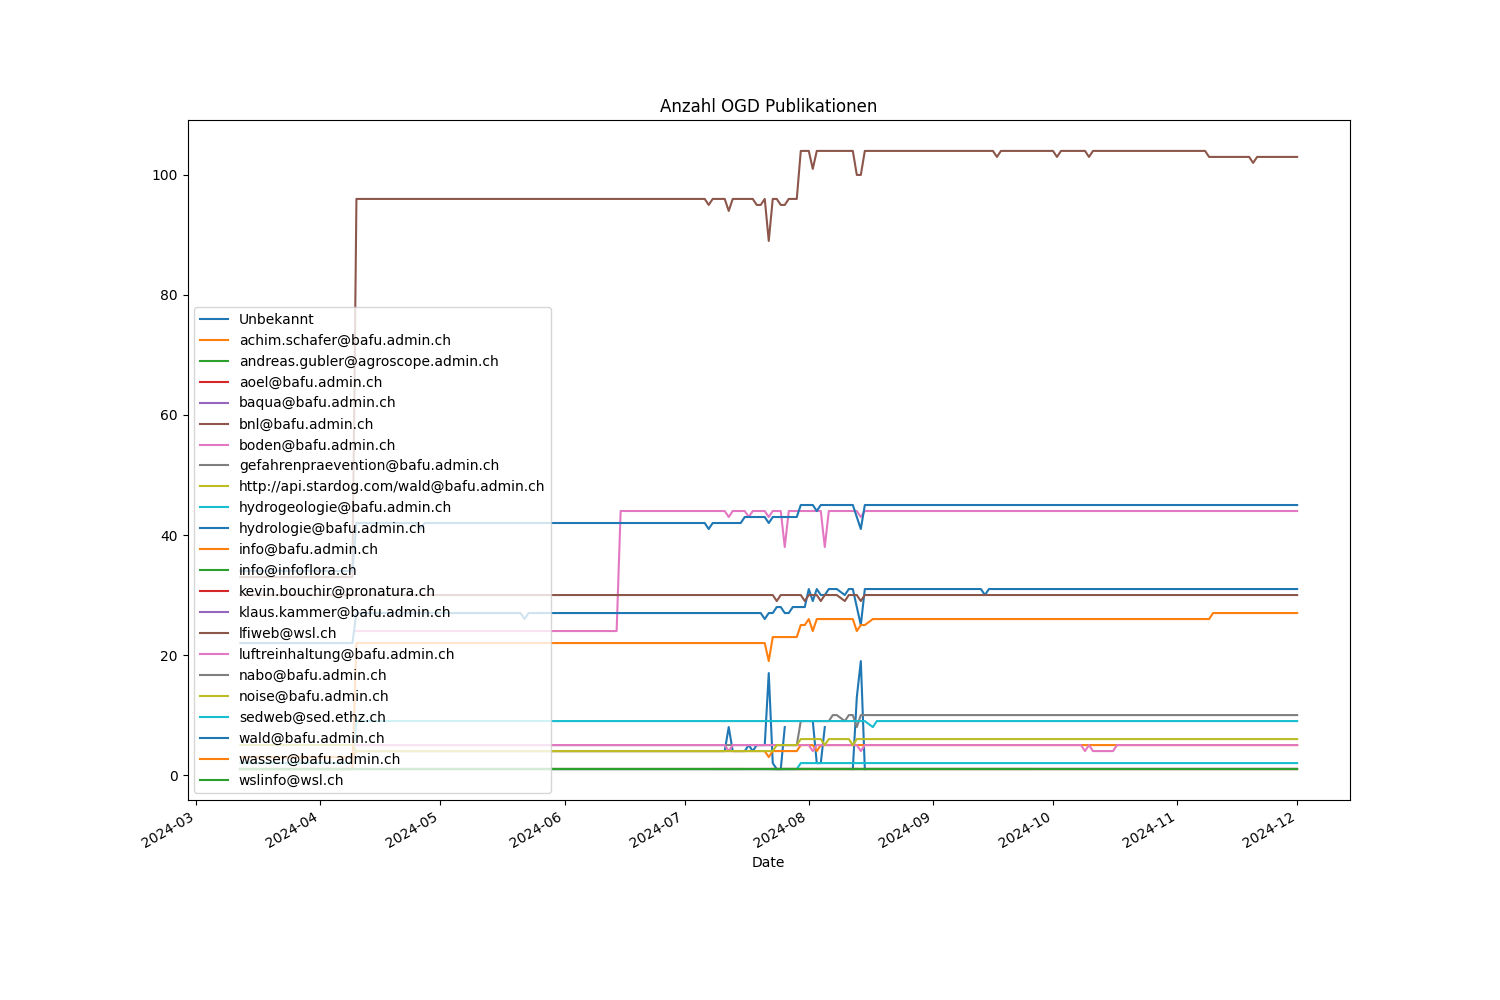 Anzahl OGD Publikationen
100
80
60
40
20
0
Unbekannt
achim.schafer@bafu.admin.ch
andreas.gubler@agroscope.admin.ch
aoel@bafu.admin.ch
baqua@bafu.admin.ch
bnl@bafu.admin.ch
boden@bafu.admin.ch
gefahrenpraevention@bafu.admin.ch
http://api.stardog.com/wald@bafu.admin.ch
hydrogeologie@bafu.admin.ch
hydrologie@bafu.admin.ch
info@bafu.admin.ch
info@infoflora.ch
kevin.bouchir@pronatura.ch
klaus.kammer@bafu.admin.ch
lfiweb@wsl.ch
luftreinhaltung@bafu.admin.ch
nabo@bafu.admin.ch
noise@bafu.admin.ch
sedweb@sed.ethz.ch
wald@bafu.admin.ch
wasser@bafu.admin.ch
wslinfo@wsl.ch
2024-03
2024-04
2024-05
2024-06
2024-07
2024-08
2024-09
2024-10
2024-11
2024-12
Date